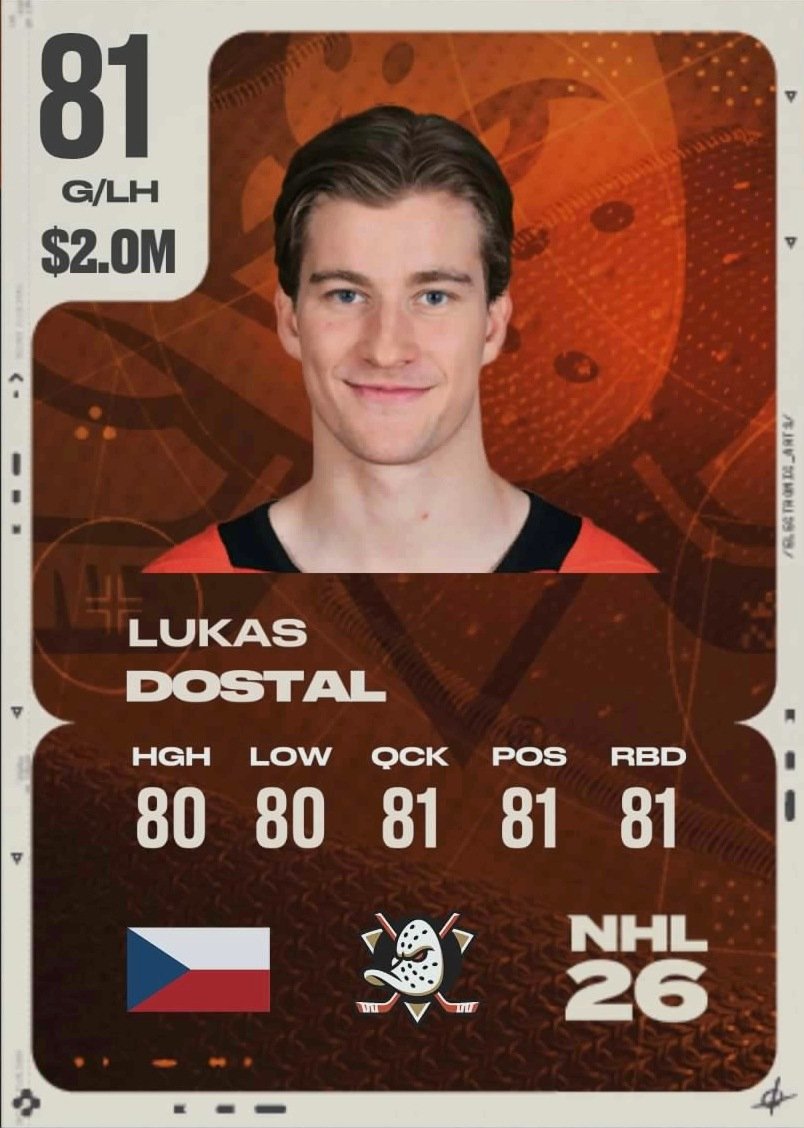 81
G/LH
$2.0M
LUKAS
DOSTAL
HGH LOW QCK POS RBD
80 80 81 81 81
NHL
26